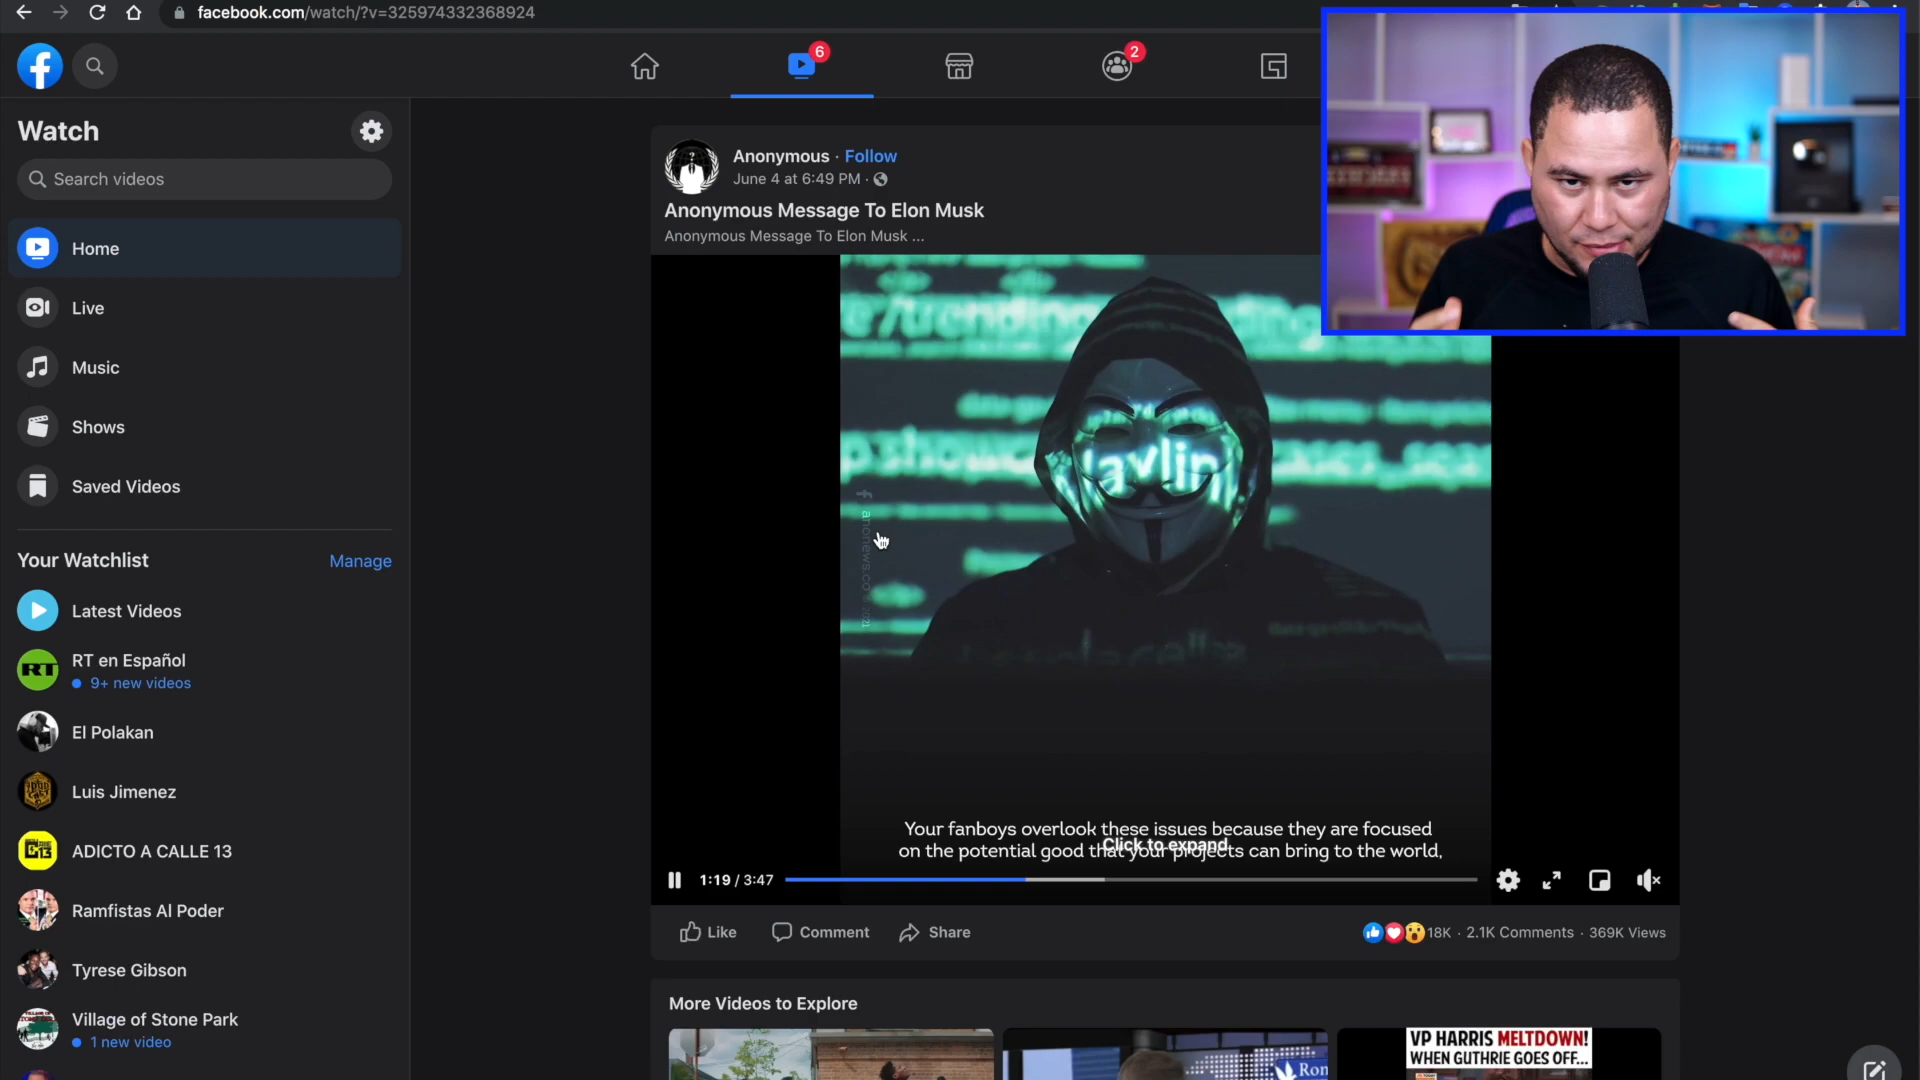 facebook.com/watch/?v=325974332368924
6
2
Watch
Search videos
Home
Live
Music
Shows
Saved Videos
Your Watchlist
Manage
Latest Videos
RT
RT en Español
9+ new videos
El Polakan
Luis Jimenez
ADICTO A CALLE 13
Ramfistas Al Poder
Tyrese Gibson
Village of Stone Park
1 new video
Anonymous · Follow
June 4 at 6:49 PM ·
Anonymous Message To Elon Musk
Anonymous Message To Elon Musk ...
Your fanboys overlook these issues because they are focused
on the potential good that your projects can bring to the world,
Click to expand
1:19 / 3:47
Like
Comment
Share
18K · 2.1K Comments · 369K Views
More Videos to Explore
Ron
VP HARRIS MELTDOWN!
WHEN GUTHRIE GOES OFF...